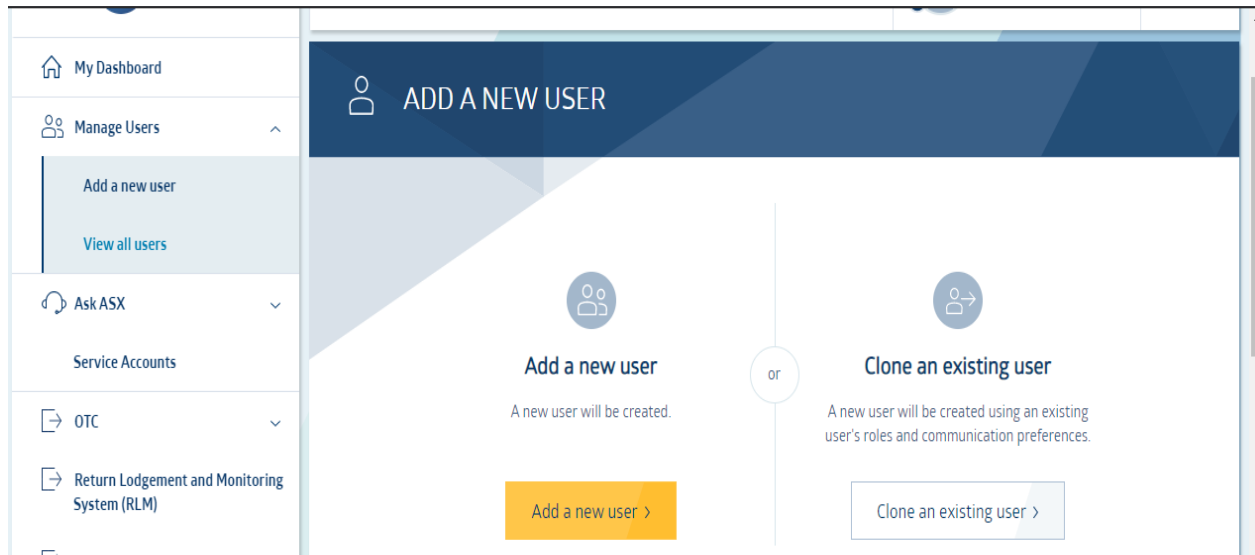 My Dashboard
Manage Users
Add a new user
View all users
Ask ASX
Service Accounts
OTC
Return Lodgement and Monitoring
System (RLM)
ADD A NEW USER
Add a new user
A new user will be created.
Add a new user >
or
Clone an existing user
A new user will be created using an existing
user's roles and communication preferences.
Clone an existing user >